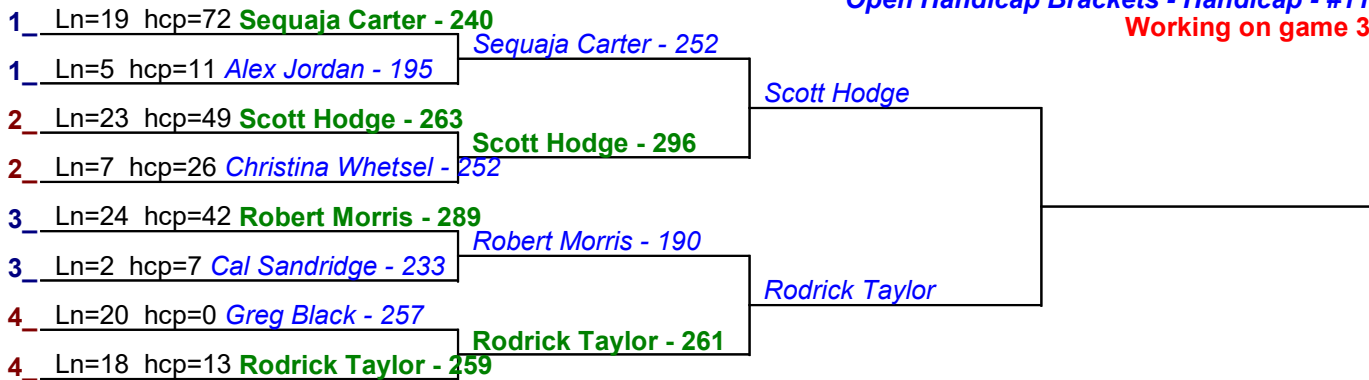 Open Handicap Brackets - Handicap - #11
Working on game 3
1_ Ln=19 hcp=72 Sequaja Carter - 240
Sequaja Carter - 252
1_ Ln=5 hcp=11 Alex Jordan - 195
Scott Hodge
2_ Ln=23 hcp=49 Scott Hodge - 263
Scott Hodge - 296
2_ Ln=7 hcp=26 Christina Whetsel - 252
3_ Ln=24 hcp=42 Robert Morris - 289
Robert Morris - 190
3_ Ln=2 hcp=7 Cal Sandridge - 233
Rodrick Taylor
4_ Ln=20 hcp=0 Greg Black - 257
Rodrick Taylor - 261
4_ Ln=18 hcp=13 Rodrick Taylor - 259